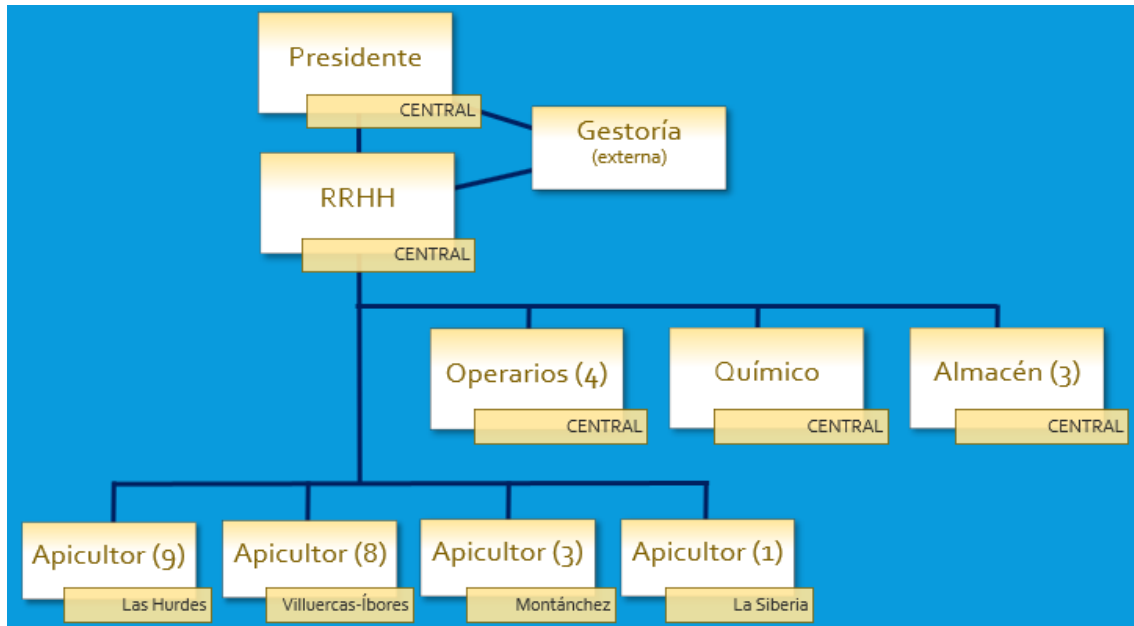 Presidente
CENTRAL
Gestoría
(externa)
RRHH
CENTRAL
Operarios (4)
CENTRAL
Químico
CENTRAL
Almacén (3)
CENTRAL
Apicultor (9)
Las Hurdes
Apicultor (8)
Villuercas-Íbores
Apicultor (3)
Montánchez
Apicultor (1)
La Siberia